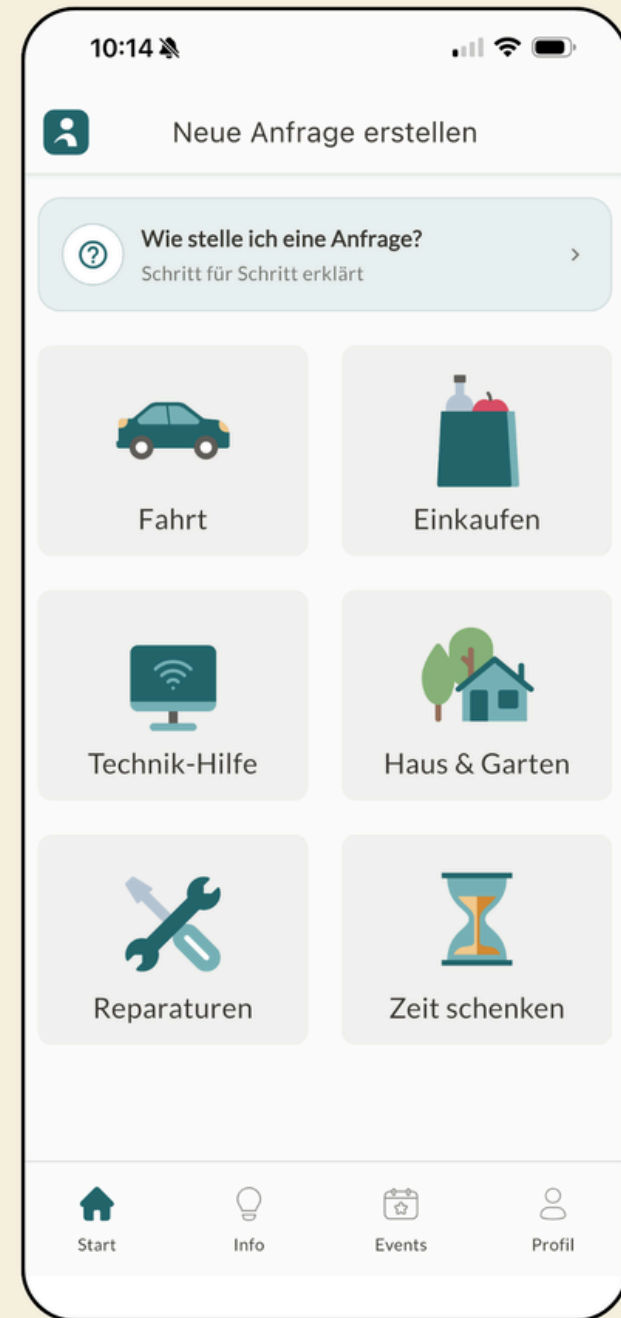 10:14
Neue Anfrage erstellen
Wie stelle ich eine Anfrage?
Schritt für Schritt erklärt
Fahrt
Einkaufen
Technik-Hilfe
Haus & Garten
Reparaturen
Zeit schenken
Start
Info
Events
Profil